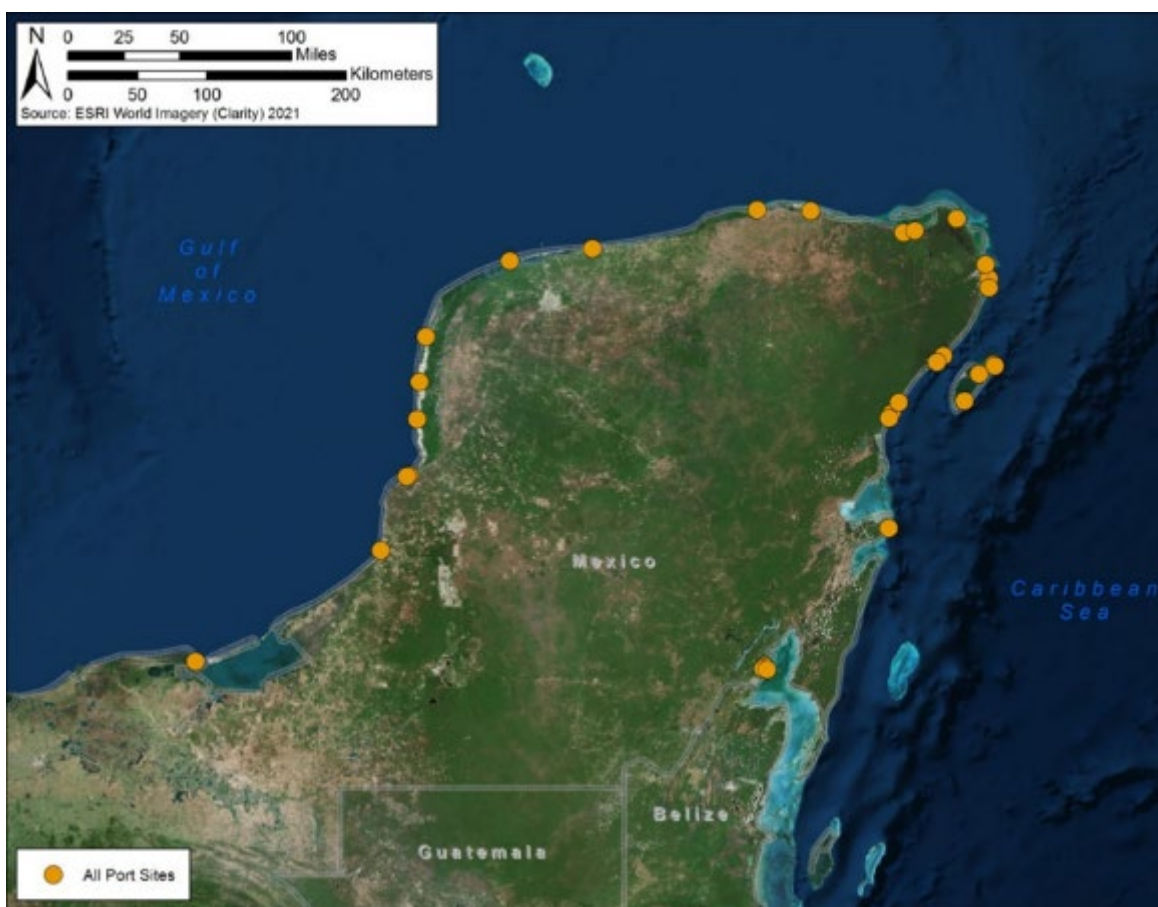 N
0 25 50 100
Miles
Kilometers
0 50 100 200
Source: ESRI World Imagery (Clarity) 2021
Gulf
of
Mexico
Mexico
Caribbean
Sea
Belize
Guatemala
All Port Sites